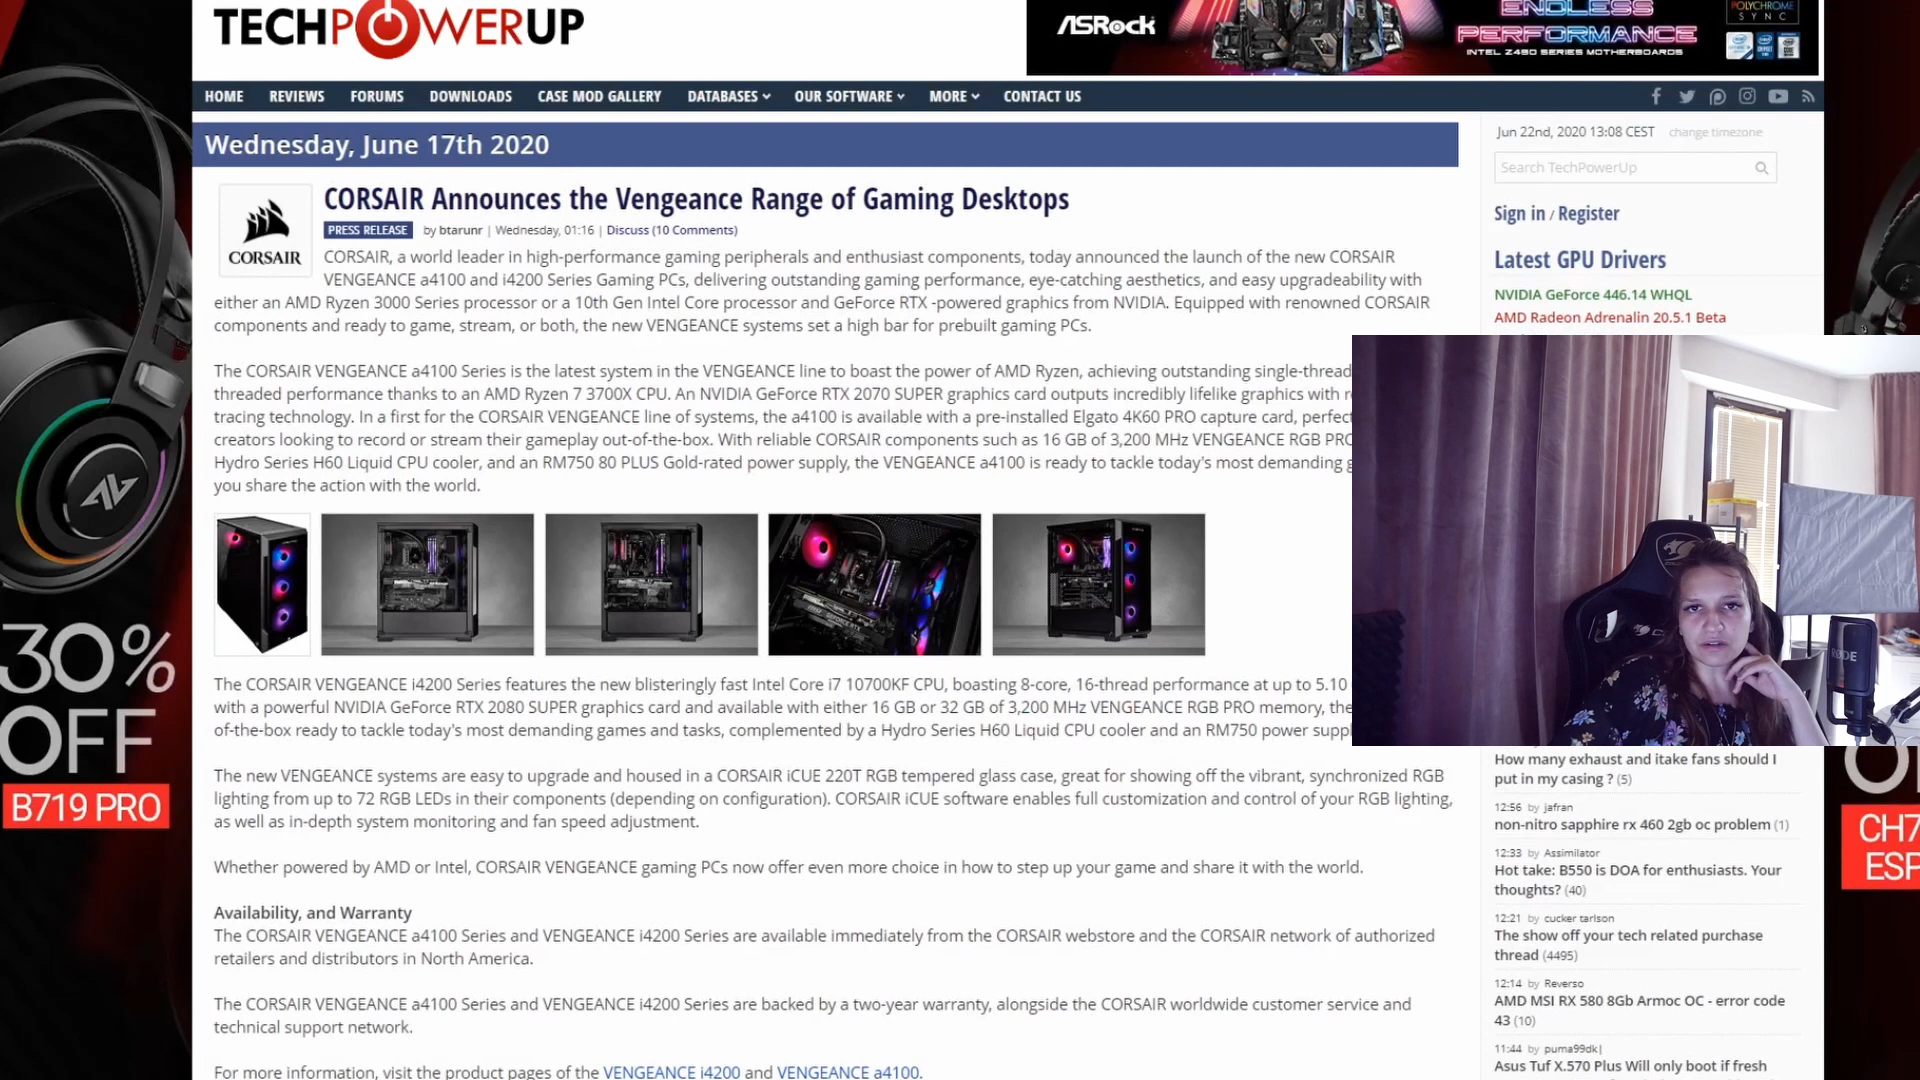 TECHPOWERUP
ASRock
ENDLESS
PERFORMANCE
INTEL Z490 SERIES MOTHERBOARDS
POLYCHROME
SYNC
HOME REVIEWS FORUMS DOWNLOADS CASE MOD GALLERY DATABASES OUR SOFTWARE MORE CONTACT US
Wednesday, June 17th 2020
CORSAIR
CORSAIR Announces the Vengeance Range of Gaming Desktops
PRESS RELEASE by btarunr | Wednesday, 01:16 | Discuss (10 Comments)
CORSAIR, a world leader in high-performance gaming peripherals and enthusiast components, today announced the launch of the new CORSAIR
VENGEANCE a4100 and i4200 Series Gaming PCs, delivering outstanding gaming performance, eye-catching aesthetics, and easy upgradeability with
either an AMD Ryzen 3000 Series processor or a 10th Gen Intel Core processor and GeForce RTX -powered graphics from NVIDIA. Equipped with renowned CORSAIR
components and ready to game, stream, or both, the new VENGEANCE systems set a high bar for prebuilt gaming PCs.
The CORSAIR VENGEANCE a4100 Series is the latest system in the VENGEANCE line to boast the power of AMD Ryzen, achieving outstanding single-thread
threaded performance thanks to an AMD Ryzen 7 3700X CPU. An NVIDIA GeForce RTX 2070 SUPER graphics card outputs incredibly lifelike graphics with
tracing technology. In a first for the CORSAIR VENGEANCE line of systems, the a4100 is available with a pre-installed Elgato 4K60 PRO capture card, perfect
creators looking to record or stream their gameplay out-of-the-box. With reliable CORSAIR components such as 16 GB of 3,200 MHz VENGEANCE RGB PRO
Hydro Series H60 Liquid CPU cooler, and an RM750 80 PLUS Gold-rated power supply, the VENGEANCE a4100 is ready to tackle today's most demanding
you share the action with the world.
The CORSAIR VENGEANCE i4200 Series features the new blisteringly fast Intel Core i7 10700KF CPU, boasting 8-core, 16-thread performance at up to 5.10
with a powerful NVIDIA GeForce RTX 2080 SUPER graphics card and available with either 16 GB or 32 GB of 3,200 MHz VENGEANCE RGB PRO memory, the
of-the-box ready to tackle today's most demanding games and tasks, complemented by a Hydro Series H60 Liquid CPU cooler and an RM750 power suppl
The new VENGEANCE systems are easy to upgrade and housed in a CORSAIR iCUE 220T RGB tempered glass case, great for showing off the vibrant, synchronized RGB
lighting from up to 72 RGB LEDs in their components (depending on configuration). CORSAIR iCUE software enables full customization and control of your RGB lighting,
as well as in-depth system monitoring and fan speed adjustment.
Whether powered by AMD or Intel, CORSAIR VENGEANCE gaming PCs now offer even more choice in how to step up your game and share it with the world.
Availability, and Warranty
The CORSAIR VENGEANCE a4100 Series and VENGEANCE i4200 Series are available immediately from the CORSAIR webstore and the CORSAIR network of authorized
retailers and distributors in North America.
The CORSAIR VENGEANCE a4100 Series and VENGEANCE i4200 Series are backed by a two-year warranty, alongside the CORSAIR worldwide customer service and
technical support network.
For more information, visit the product pages of the VENGEANCE i4200 and VENGEANCE a4100.
Jun 22nd, 2020 13:08 CEST change timezone
Search TechPowerUp
Sign in / Register
Latest GPU Drivers
NVIDIA GeForce 446.14 WHQL
AMD Radeon Adrenalin 20.5.1 Beta
RØDE
How many exhaust and itake fans should I
put in my casing ? (5)
12:56 by jafran
non-nitro sapphire rx 460 2gb oc problem (1)
12:33 by Assimilator
Hot take: B550 is DOA for enthusiasts. Your
thoughts? (40)
12:21 by cucker tarlson
The show off your tech related purchase
thread (4495)
12:14 by Reverso
AMD MSI RX 580 8Gb Armoc OC - error code
43 (10)
11:44 by puma99dk|
Asus Tuf X.570 Plus Will only boot if fresh
30%
OFF
B719 PRO
CH7
ESP